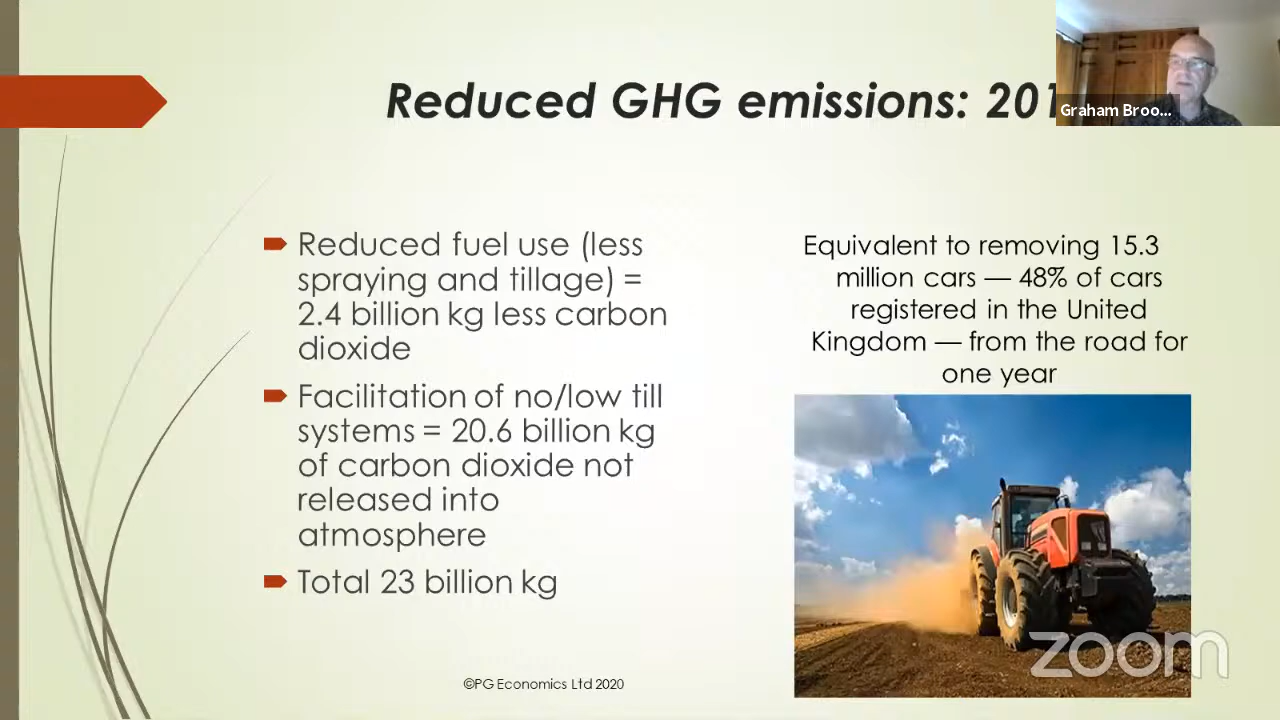 Reduced GHG emissions: 201
Graham Broo...
Reduced fuel use (less
spraying and tillage) =
2.4 billion kg less carbon
dioxide
Facilitation of no/low till
systems = 20.6 billion kg
of carbon dioxide not
released into
atmosphere
Total 23 billion kg
Equivalent to removing 15.3
million cars — 48% of cars
registered in the United
Kingdom — from the road for
one year
zoom
©PG Economics Ltd 2020